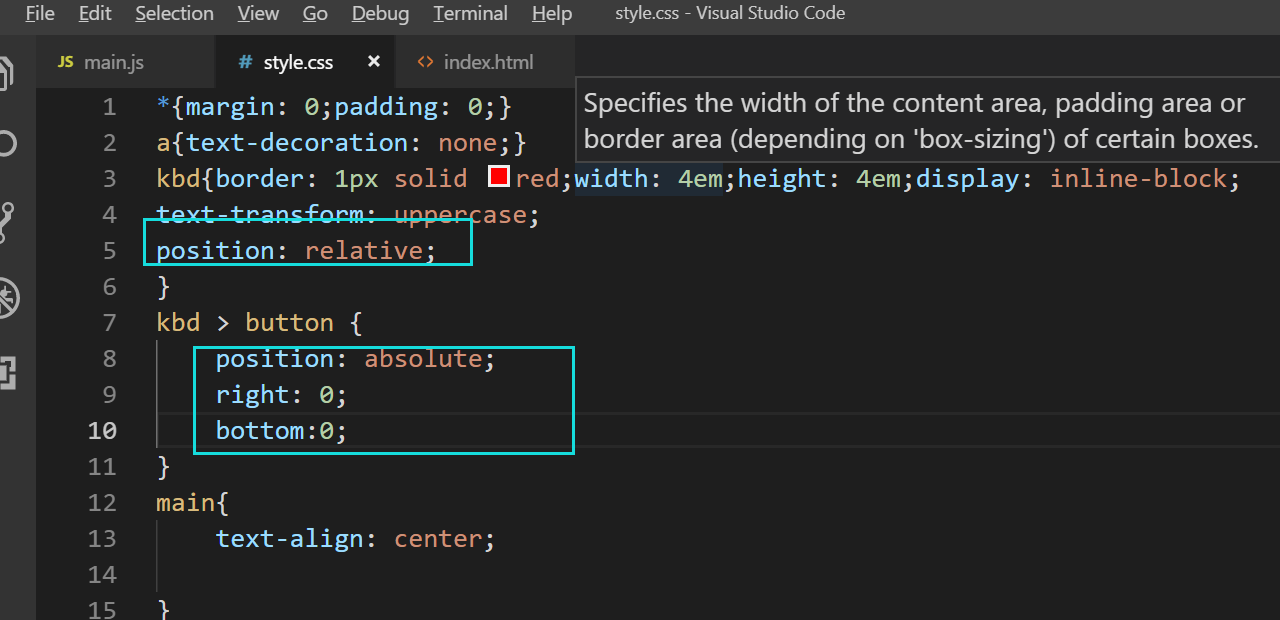 File Edit Selection View Go Debug Terminal Help style.css - Visual Studio Code
JS main.js # style.css × <> index.html
Specifies the width of the content area, padding area or
border area (depending on 'box-sizing') of certain boxes.
1 *{margin: 0;padding: 0;}
2 a{text-decoration: none;}
3 kbd{border: 1px solid red;width: 4em;height: 4em;display: inline-block;
4 text-transform: uppercase;
5 position: relative;
6 }
7 kbd > button {
8 position: absolute;
9 right: 0;
10 bottom:0;
11 }
12 main{
13 text-align: center;
14
15 }